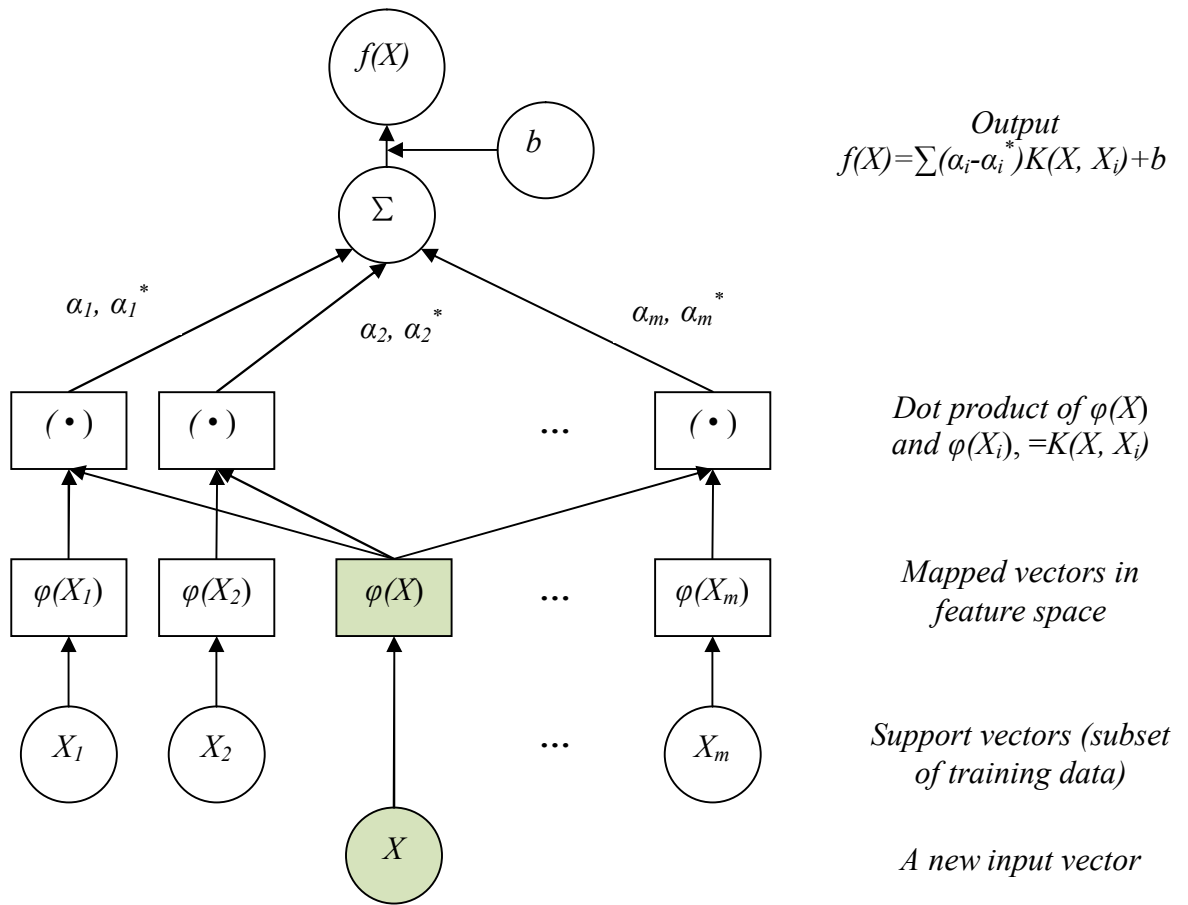 f(X)
b
Output
f(X)=∑(αi-αi*)K(X, Xi)+b
Σ
α1, α1*
α2, α2*
αm, αm*
(•)
(•)
...
(•)
Dot product of φ(X)
and φ(Xi), =K(X, Xi)
φ(X1)
φ(X2)
φ(X)
...
φ(Xm)
Mapped vectors in
feature space
X1
X2
...
Xm
Support vectors (subset
of training data)
X
A new input vector